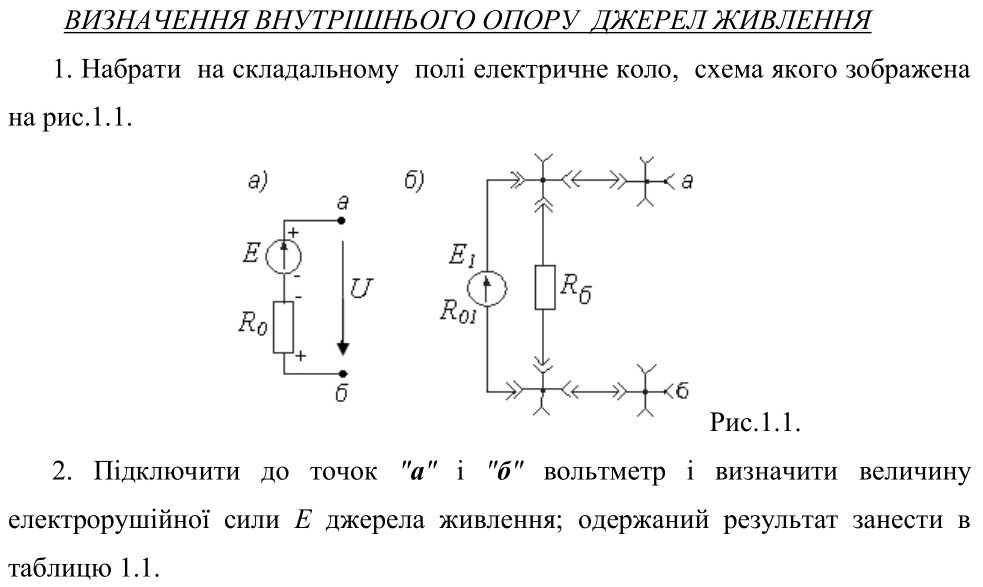 ВИЗНАЧЕННЯ ВНУТРІШНЬОГО ОПОРУ ДЖЕРЕЛ ЖИВЛЕННЯ
1. Набрати на складальному полі електричне коло, схема якого зображена
на рис.1.1.
а) б)
а а
+
E E1
-
- U Rб
R0 R01
+
б б
Рис.1.1.
2. Підключити до точок "а" і "б" вольтметр і визначити величину
електрорушійної сили E джерела живлення; одержаний результат занести в
таблицю 1.1.